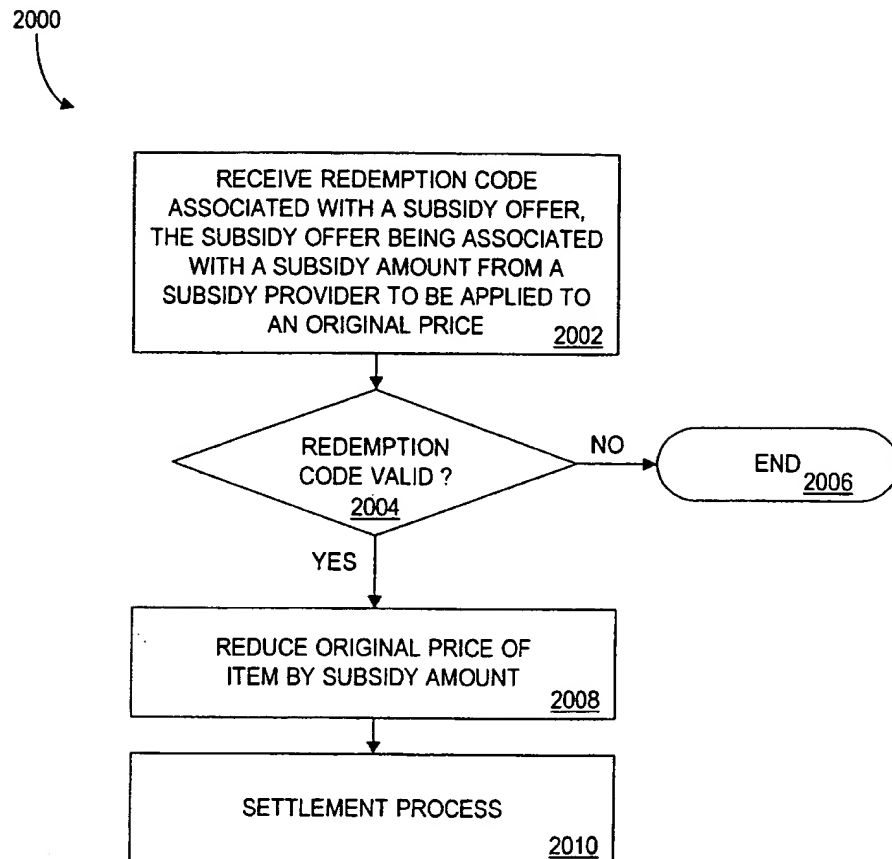 2000
RECEIVE REDEMPTION CODE
ASSOCIATED WITH A SUBSIDY OFFER,
THE SUBSIDY OFFER BEING ASSOCIATED
WITH A SUBSIDY AMOUNT FROM A
SUBSIDY PROVIDER TO BE APPLIED TO
AN ORIGINAL PRICE
2002
REDEMPTION
CODE VALID ?
2004
NO
END
2006
YES
REDUCE ORIGINAL PRICE OF
ITEM BY SUBSIDY AMOUNT
2008
SETTLEMENT PROCESS
2010